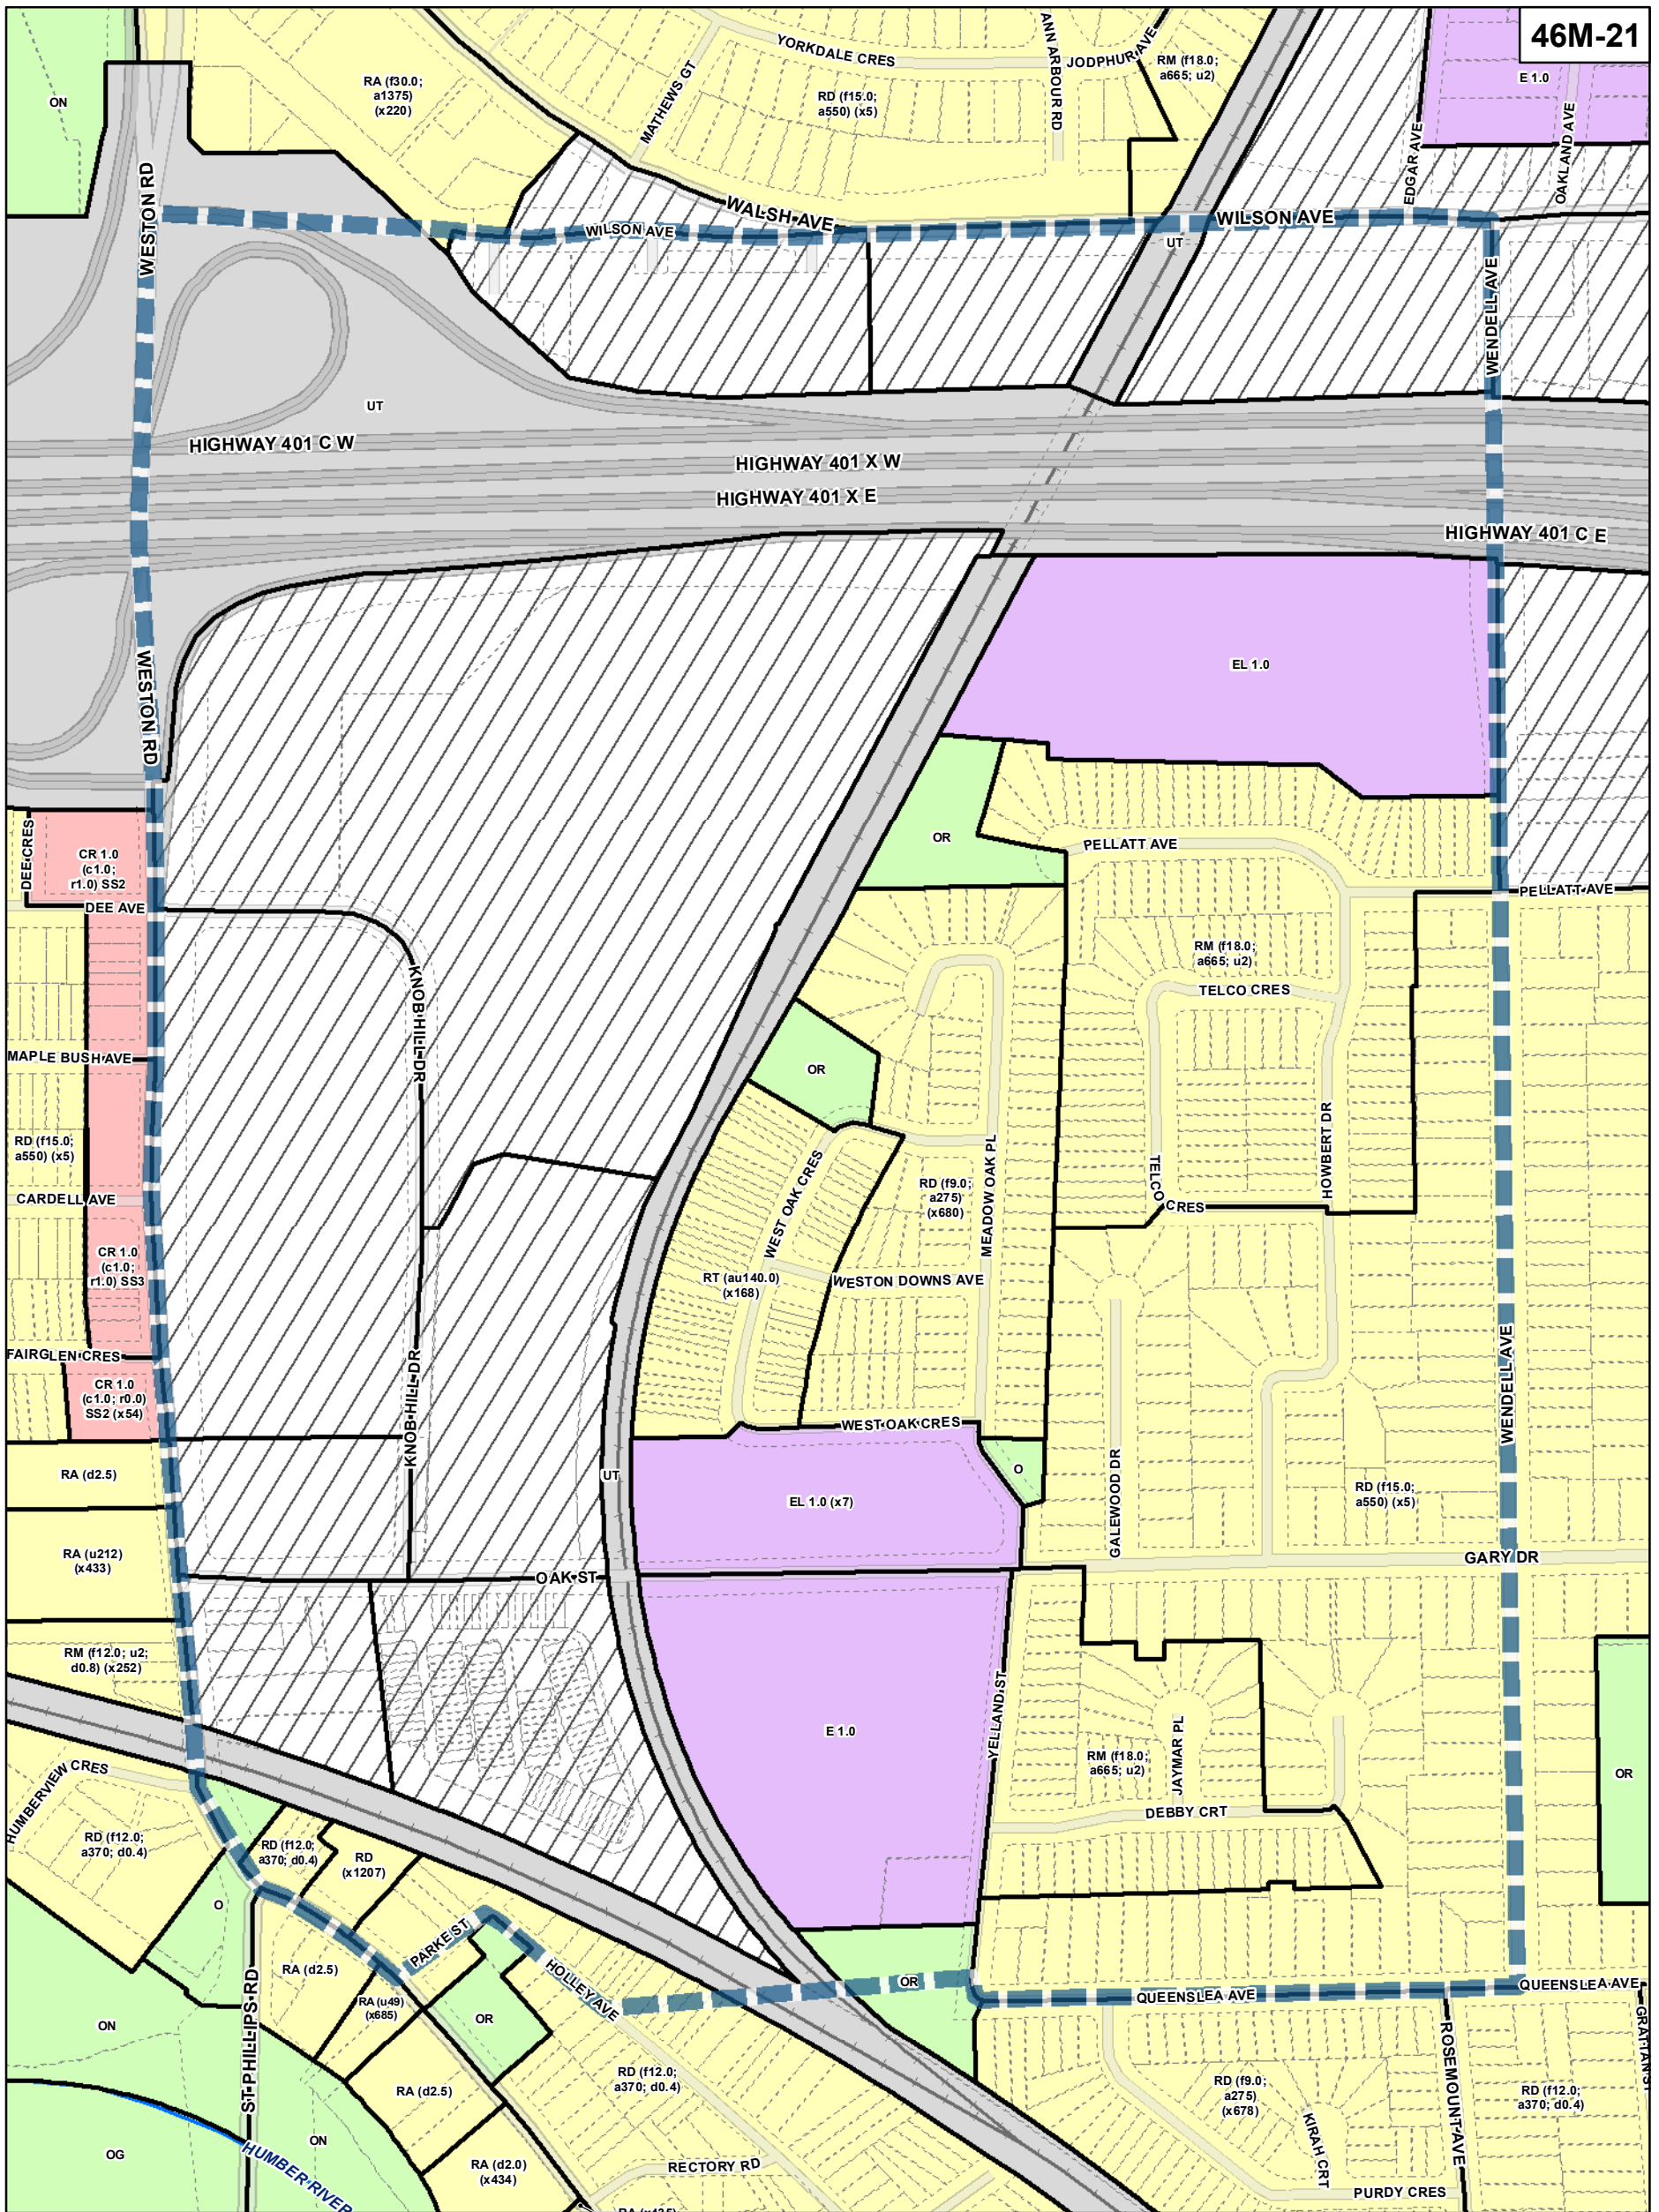 46M-21
ON
RA (f30.0;
a1375)
(x220)
MATHEWS GT
YORKDALE CRES
ANN ARBOUR RD
JODPHUR AVE
RD (f15.0;
a550) (x5)
RM (f18.0;
a665; u2)
E 1.0
EDGAR AVE
OAKLAND AVE
WESTON RD
WALSH AVE
WILSON AVE
WILSON AVE
UT
WENDELL AVE
UT
HIGHWAY 401 C W
HIGHWAY 401 X W
HIGHWAY 401 X E
HIGHWAY 401 C E
WESTON RD
EL 1.0
DEE CRES
CR 1.0
(c1.0;
r1.0) SS2
DEE AVE
OR
PELLATT AVE
PELLATT AVE
KNOB HILL DR
RM (f18.0;
a665; u2)
TELCO CRES
MAPLE BUSH AVE
OR
RD (f15.0;
a550) (x5)
CARDELL AVE
WEST OAK CRES
RD (f9.0;
a275)
(x680)
MEADOW OAK PL
TELCO CRES
HOWBERT DR
CR 1.0
(c1.0;
r1.0) SS3
RT (au140.0)
(x168)
WESTON DOWNS AVE
FAIRGLEN CRES
CR 1.0
(c1.0; r0.0)
SS2 (x54)
KNOB HILL DR
WEST OAK CRES
WENDELL AVE
RA (d2.5)
UT
O
EL 1.0 (x7)
GALEWOOD DR
RD (f15.0;
a550) (x5)
RA (u212)
(x433)
OAK ST
GARY DR
RM (f12.0; u2;
d0.8) (x252)
E 1.0
YELLAND ST
RM (f18.0;
a665; u2)
JAYMAR PL
DEBBY CRT
OR
HUMBERVIEW CRES
RD (f12.0;
a370; d0.4)
RD (f12.0;
a370; d0.4)
RD
(x1207)
O
PARKE ST
HOLLEY AVE
RA (d2.5)
RA (u49)
(x685)
OR
OR
QUEENSLEA AVE
QUEENSLEA AVE
ON
ST PHILLIPS RD
RA (d2.5)
RD (f12.0;
a370; d0.4)
RD (f9.0;
a275)
(x678)
KIRAH CRT
ROSEMOUNT AVE
RD (f12.0;
a370; d0.4)
OG
ON
HUMBER RIVER
RA (d2.0)
(x434)
RECTORY RD
PURDY CRES